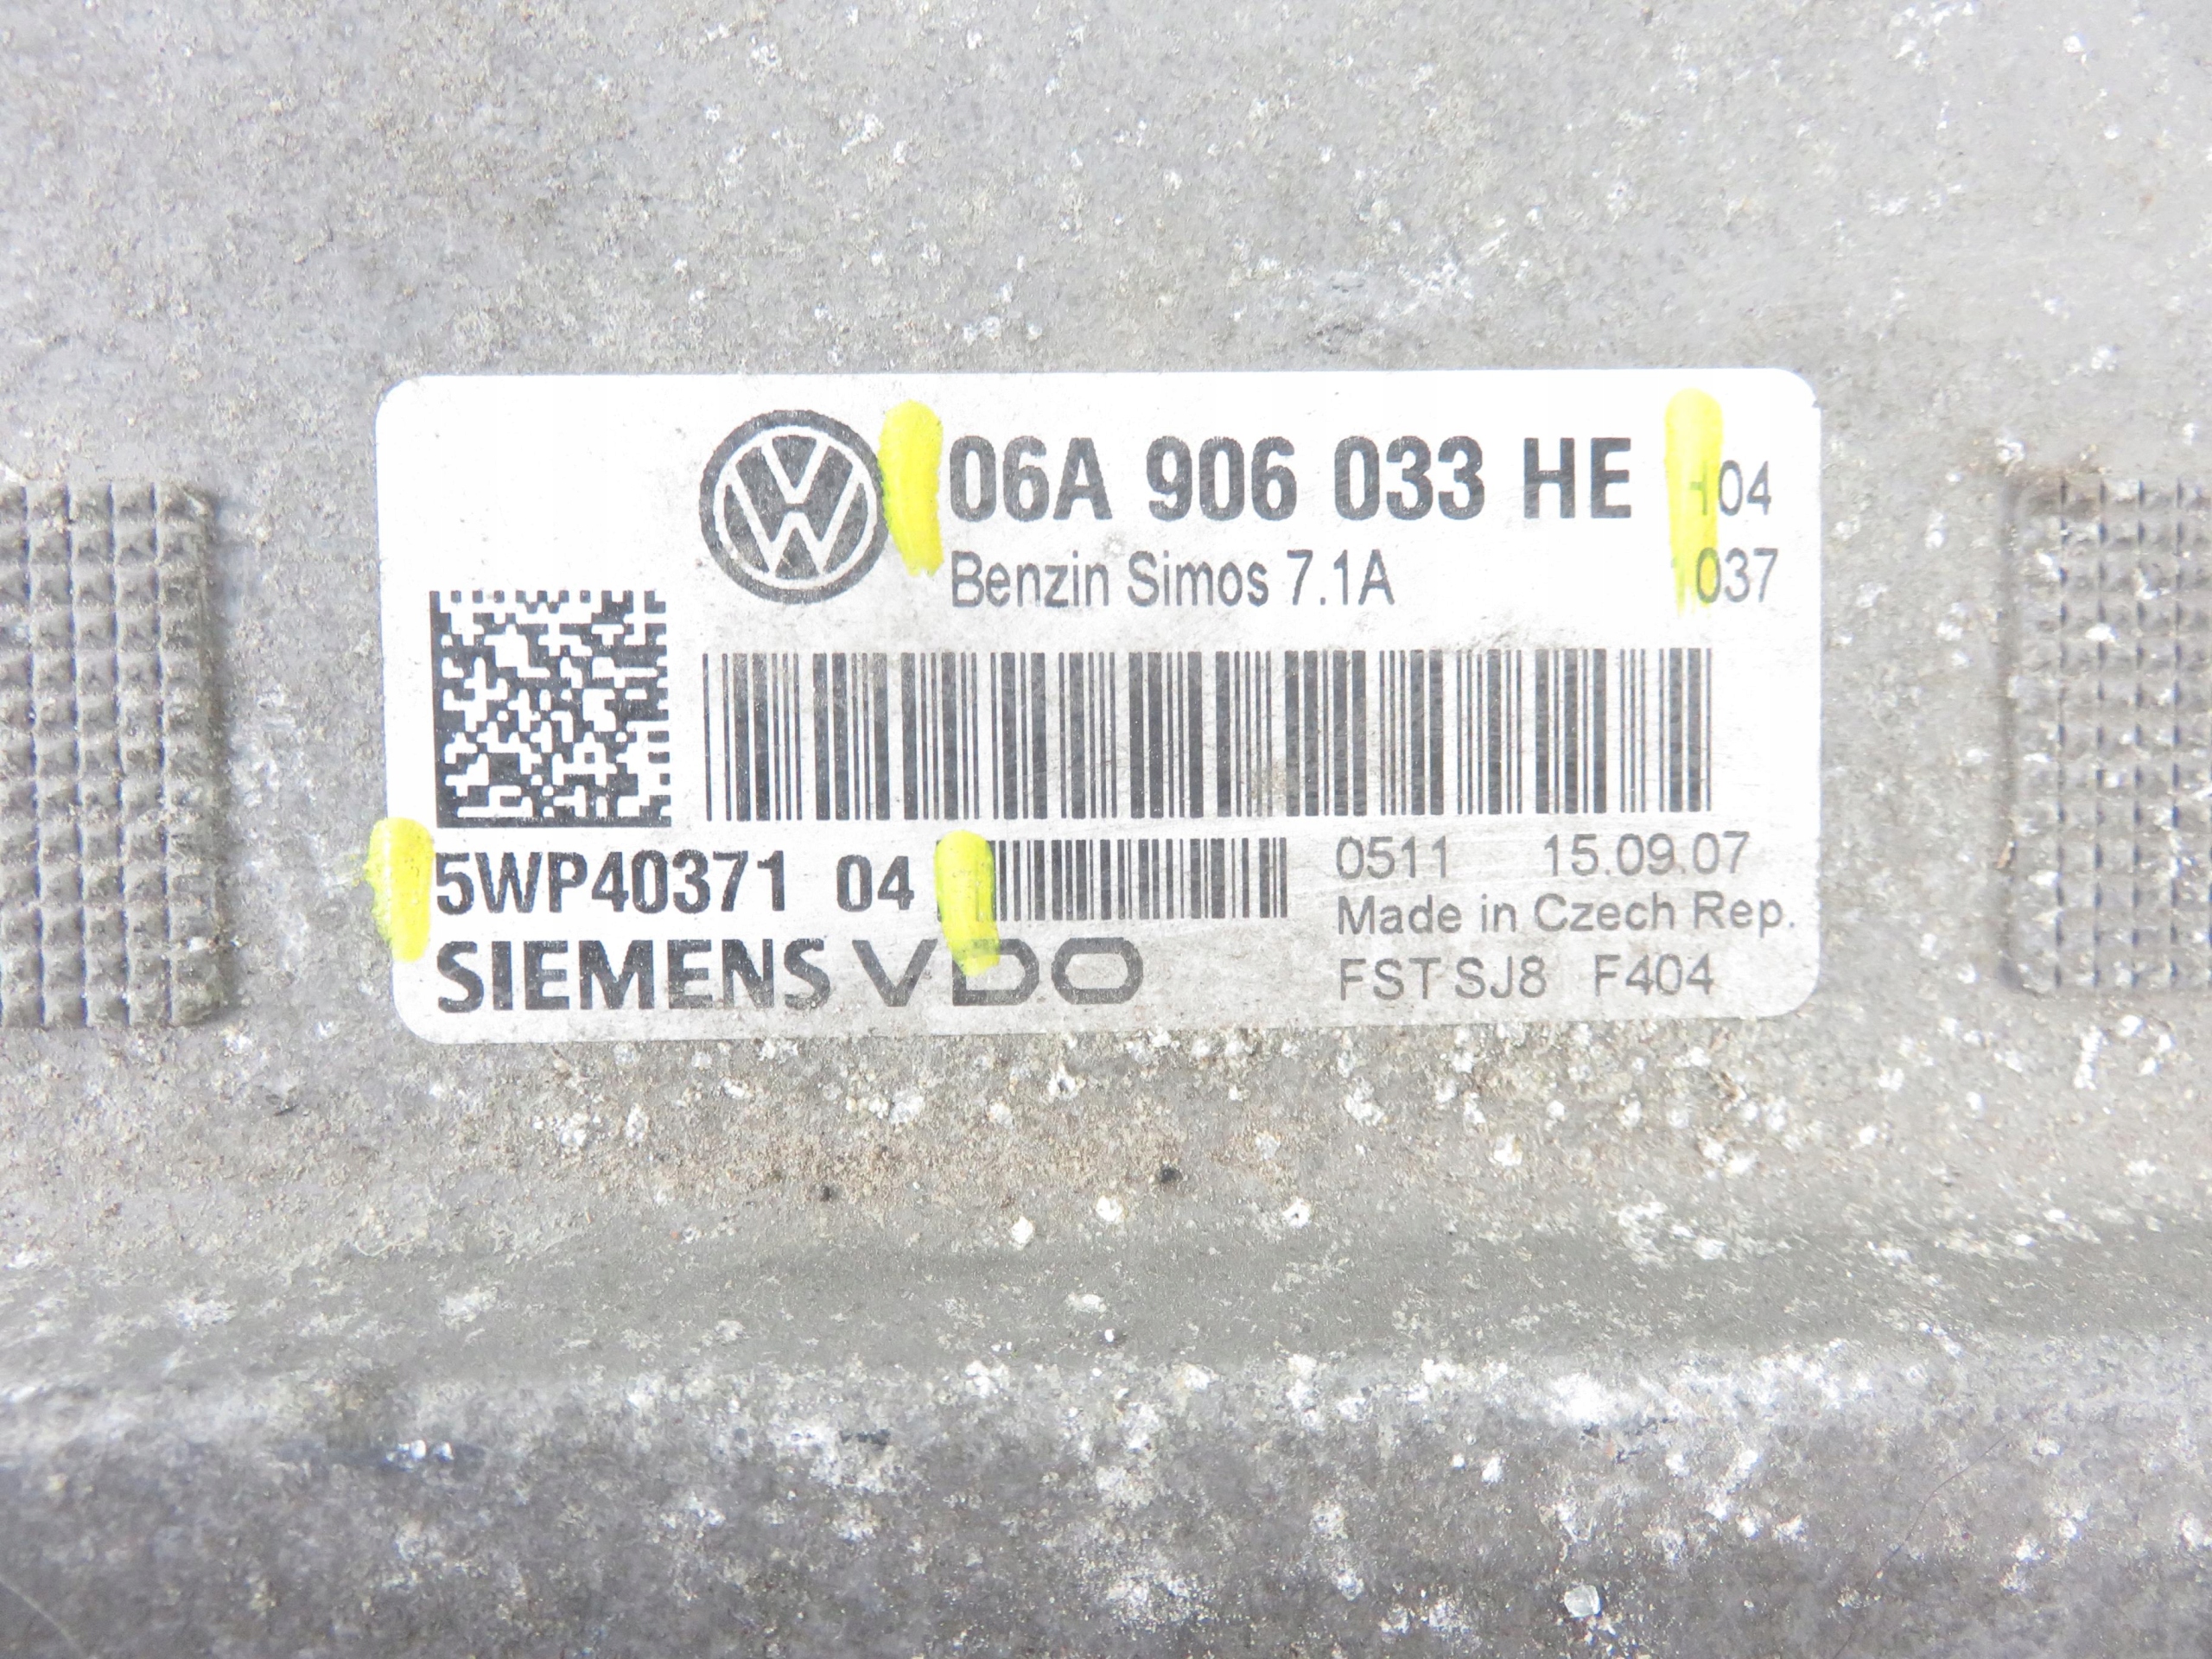 06A 906 033 HE H04
Benzin Simos 7.1A 1037
5WP40371 04
0511 15.09.07
Made in Czech Rep.
SIEMENS VDO
FST SJ8 F404